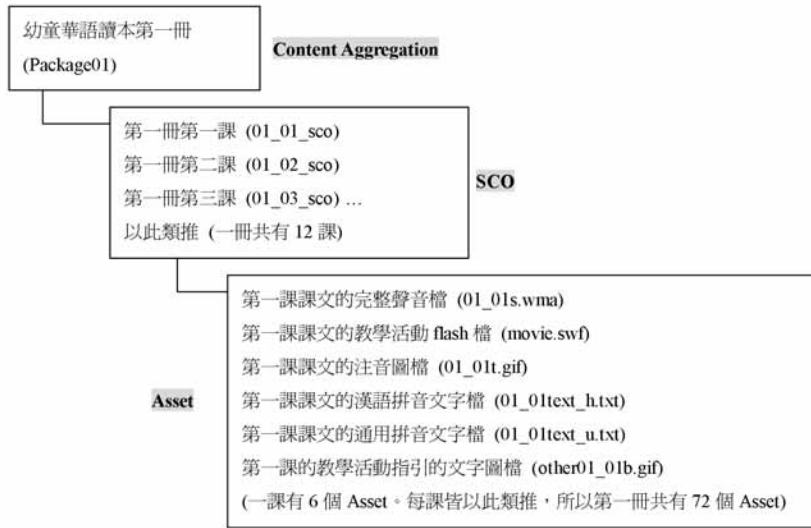 幼童華語讀本第一冊
(Package01)
Content Aggregation
第一冊第一課 (01_01_sco)
第一冊第二課 (01_02_sco)
第一冊第三課 (01_03_sco) …
以此類推 (一冊共有 12 課)
SCO
第一課課文的完整聲音檔 (01_01s.wma)
第一課課文的教學活動 flash 檔 (movie.swf)
第一課課文的注音圖檔 (01_01t.gif)
第一課課文的漢語拼音文字檔 (01_01text_h.txt)
第一課課文的通用拼音文字檔 (01_01text_u.txt)
第一課的教學活動指引的文字圖檔 (other01_01b.gif)
(一課有 6 個 Asset。每課皆以此類推，所以第一冊共有 72 個 Asset)
Asset